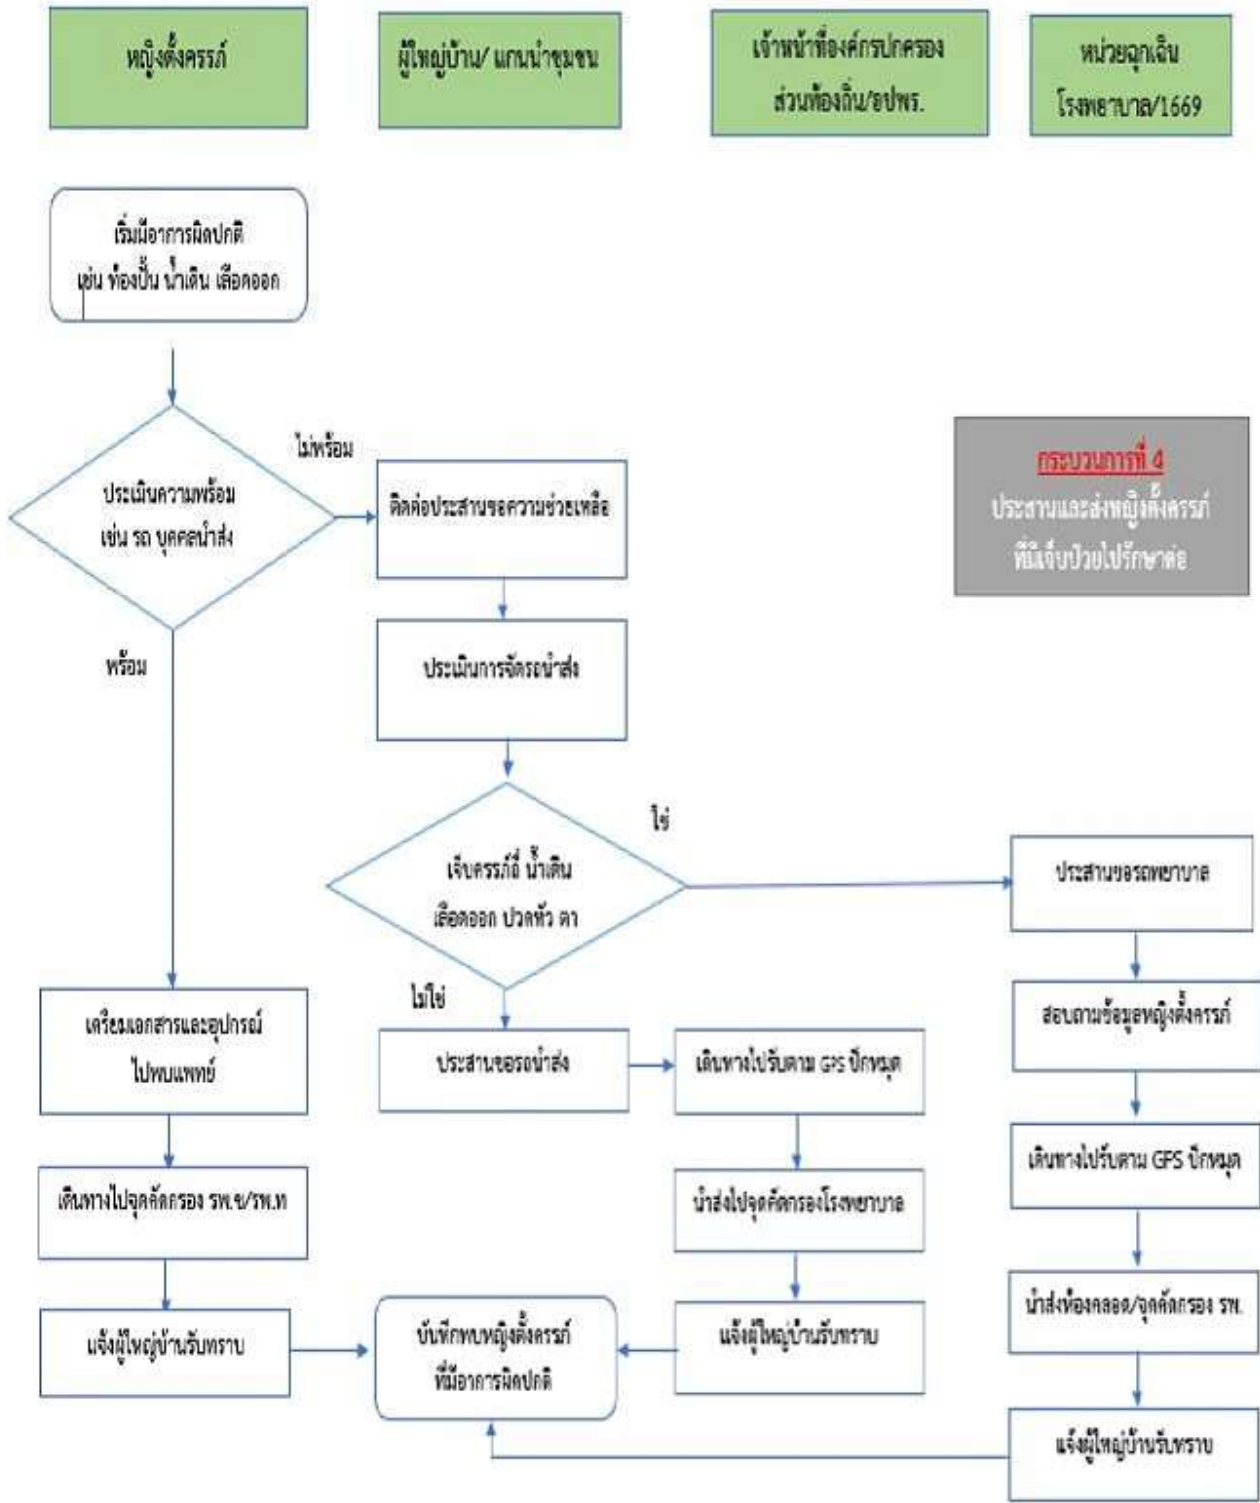 หญิงตั้งครรภ์
ผู้ใหญ่บ้าน/ แกนนำชุมชน
เจ้าหน้าที่องค์กรปกครอง
ส่วนท้องถิ่น/อปพร.
หน่วยฉุกเฉิน
โรงพยาบาล/1669
เริ่มมีอาการผิดปกติ
เช่น ท้องปั้น น้ำเดิน เลือดออก
ประเมินความพร้อม
เช่น รถ บุคคลนำส่ง
ไม่พร้อม
ติดต่อประสานขอความช่วยเหลือ
กระบวนการที่ 4
ประสานและส่งหญิงตั้งครรภ์
ที่มีเจ็บป่วยไปรักษาต่อ
พร้อม
ประเมินการจัดรถนำส่ง
ใช่
เจ็บครรภ์ถี่ น้ำเดิน
เลือดออก ปวดหัว ตา
ประสานขอรถพยาบาล
ไม่ใช่
สอบถามข้อมูลหญิงตั้งครรภ์
เตรียมเอกสารและอุปกรณ์
ไปพบแพทย์
ประสานขอรถนำส่ง
เดินทางไปรับตาม GPS ปักหมุด
เดินทางไปรับตาม GPS ปักหมุด
เดินทางไปจุดคัดกรอง รพ.ช/รพ.ท
นำส่งไปจุดคัดกรองโรงพยาบาล
นำส่งห้องคลอด/จุดคัดกรอง รพ.
แจ้งผู้ใหญ่บ้านรับทราบ
บันทึกพบหญิงตั้งครรภ์
ที่มีอาการผิดปกติ
แจ้งผู้ใหญ่บ้านรับทราบ
แจ้งผู้ใหญ่บ้านรับทราบ